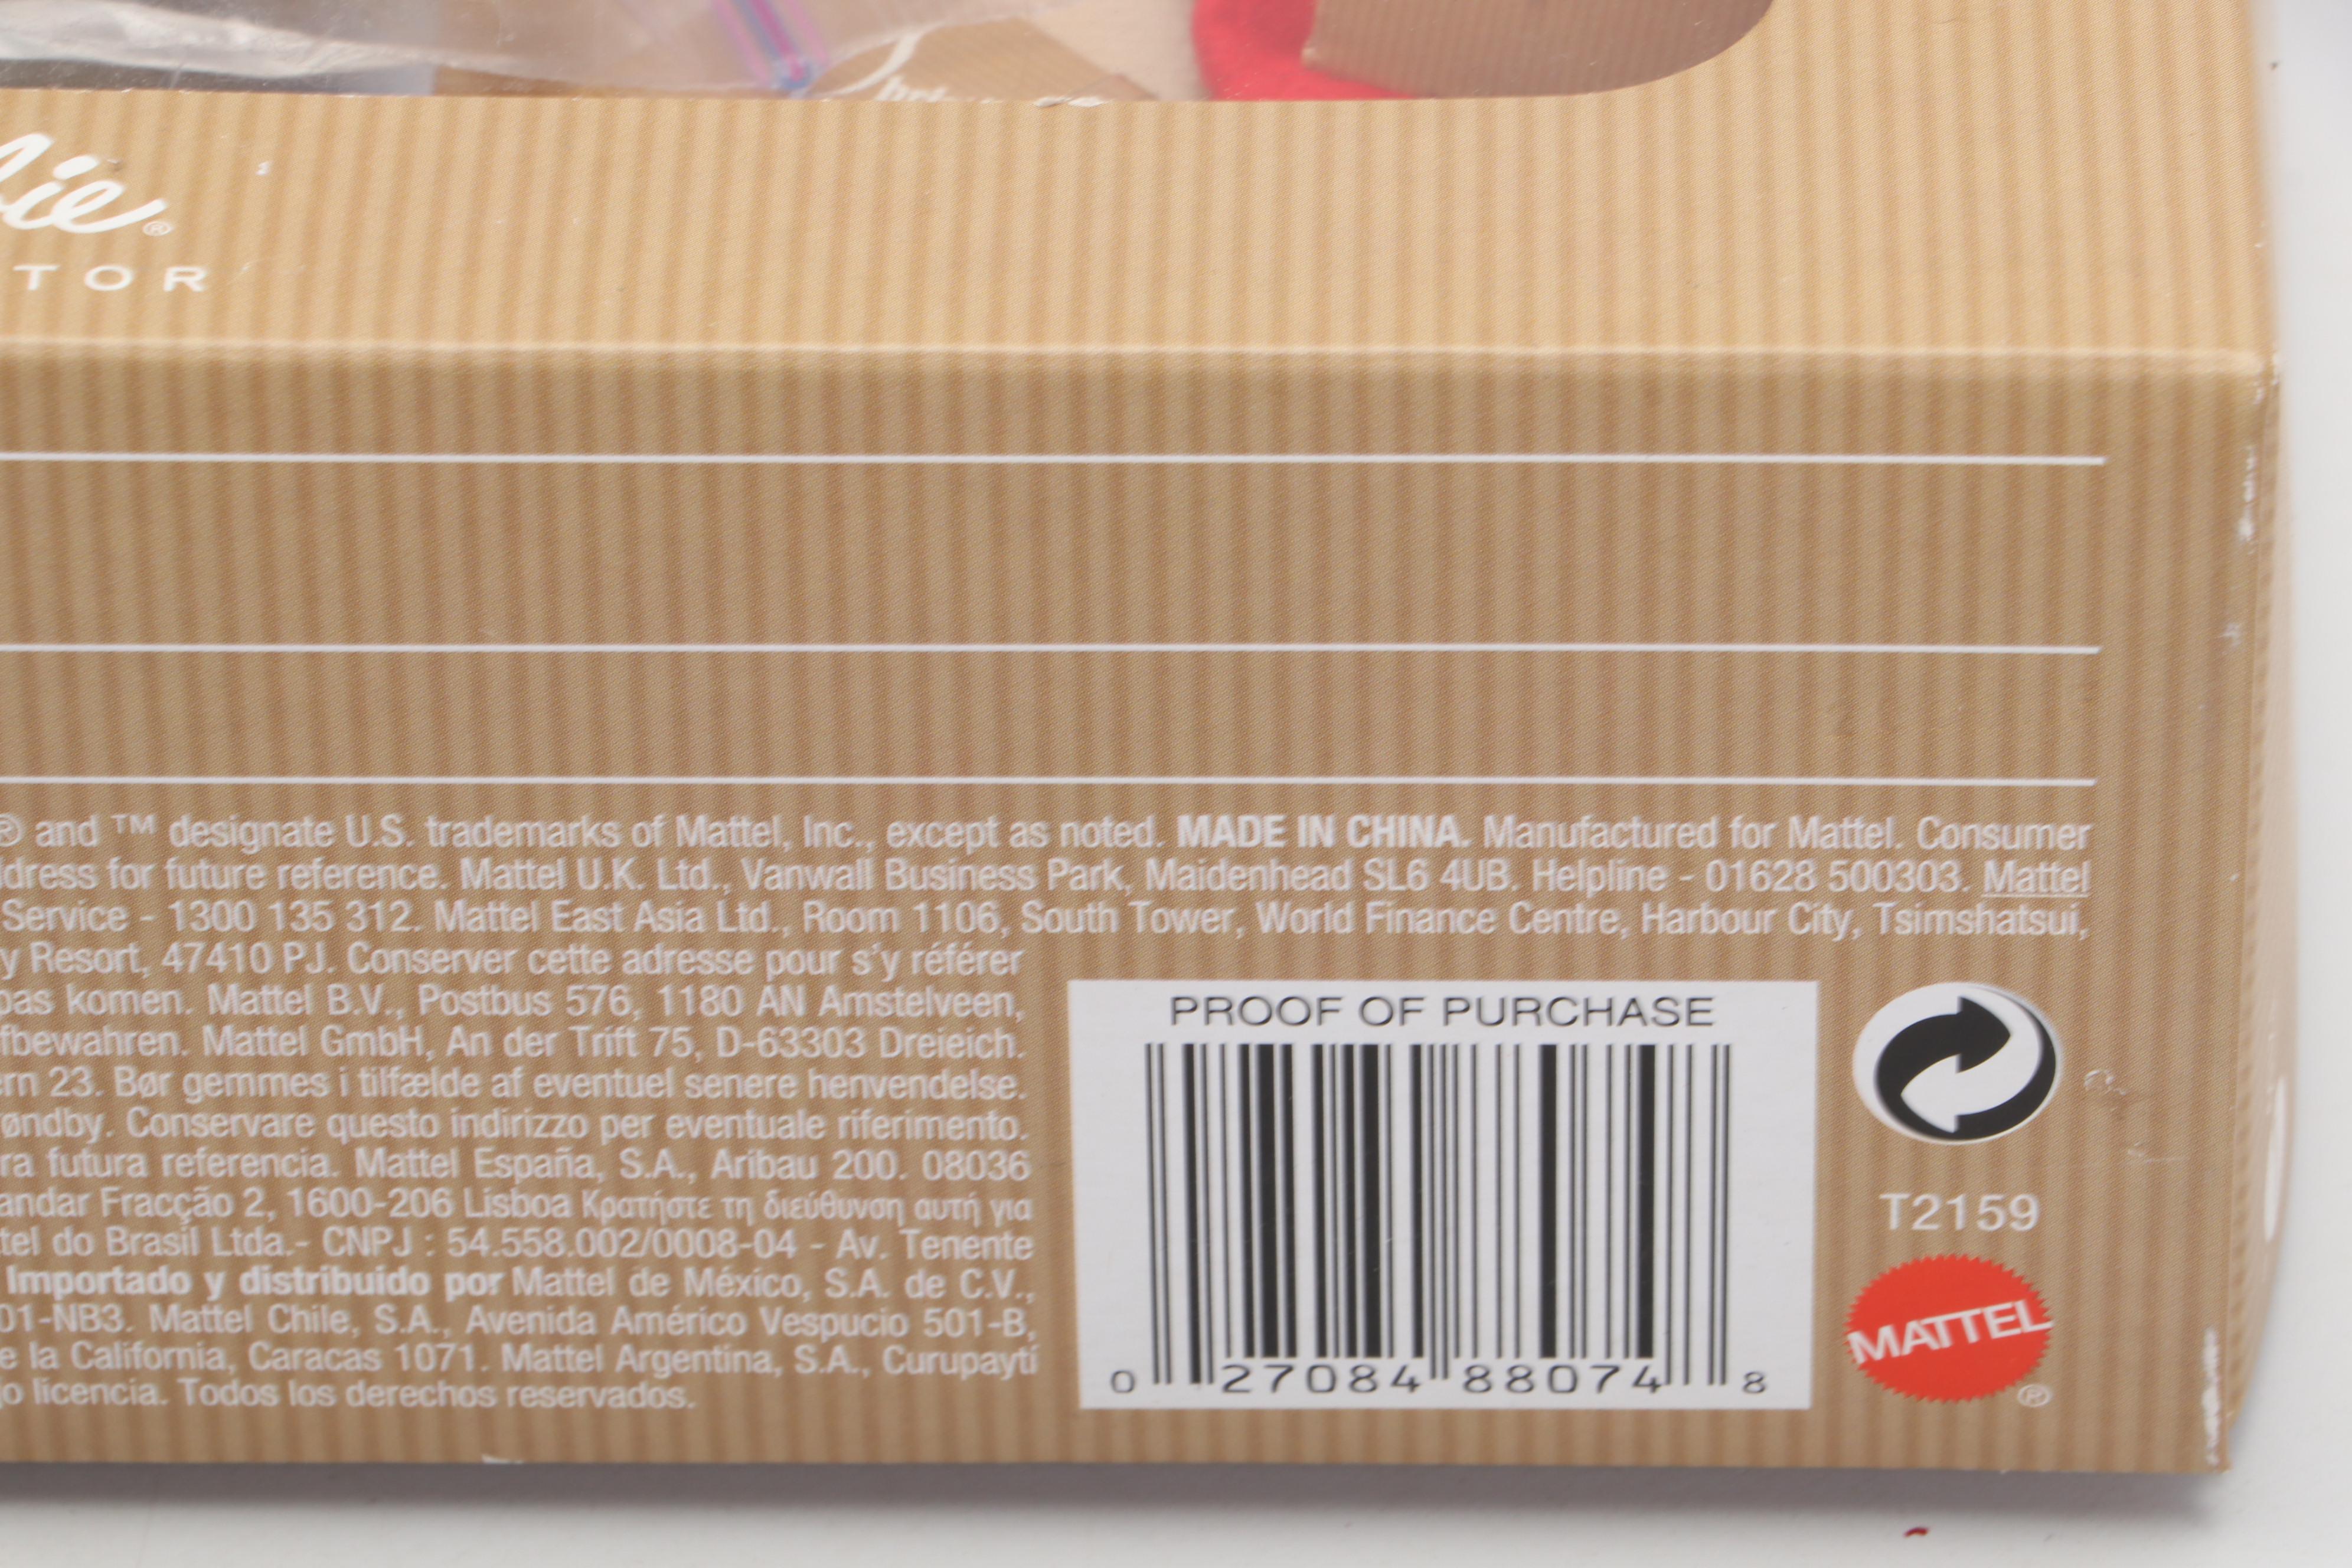 ie®
TOR
® and ™ designate U.S. trademarks of Mattel, Inc., except as noted. MADE IN CHINA. Manufactured for Mattel. Consumer
dress for future reference. Mattel U.K. Ltd., Vanwall Business Park, Maidenhead SL6 4UB. Helpline - 01628 500303. Mattel
Service - 1300 135 312. Mattel East Asia Ltd., Room 1106, South Tower, World Finance Centre, Harbour City, Tsimshatsui,
y Resort, 47410 PJ. Conserver cette adresse pour s'y référer
pas komen. Mattel B.V., Postbus 576, 1180 AN Amstelveen,
fbewahren. Mattel GmbH, An der Trift 75, D-63303 Dreieich.
rn 23. Bør gemmes i tilfælde af eventuel senere henvendelse.
øndby. Conservare questo indirizzo per eventuale riferimento.
ra futura referencia. Mattel España, S.A., Aribau 200. 08036
andar Fracção 2, 1600-206 Lisboa Κρατήστε τη διεύθυνση αυτή για
tel do Brasil Ltda.- CNPJ : 54.558.002/0008-04 - Av. Tenente
Importado y distribuido por Mattel de México, S.A. de C.V.,
01-NB3. Mattel Chile, S.A., Avenida Américo Vespucio 501-B,
e la California, Caracas 1071. Mattel Argentina, S.A., Curupaytí
o licencia. Todos los derechos reservados.
PROOF OF PURCHASE
0 27084 88074 8
T2159
MATTEL®